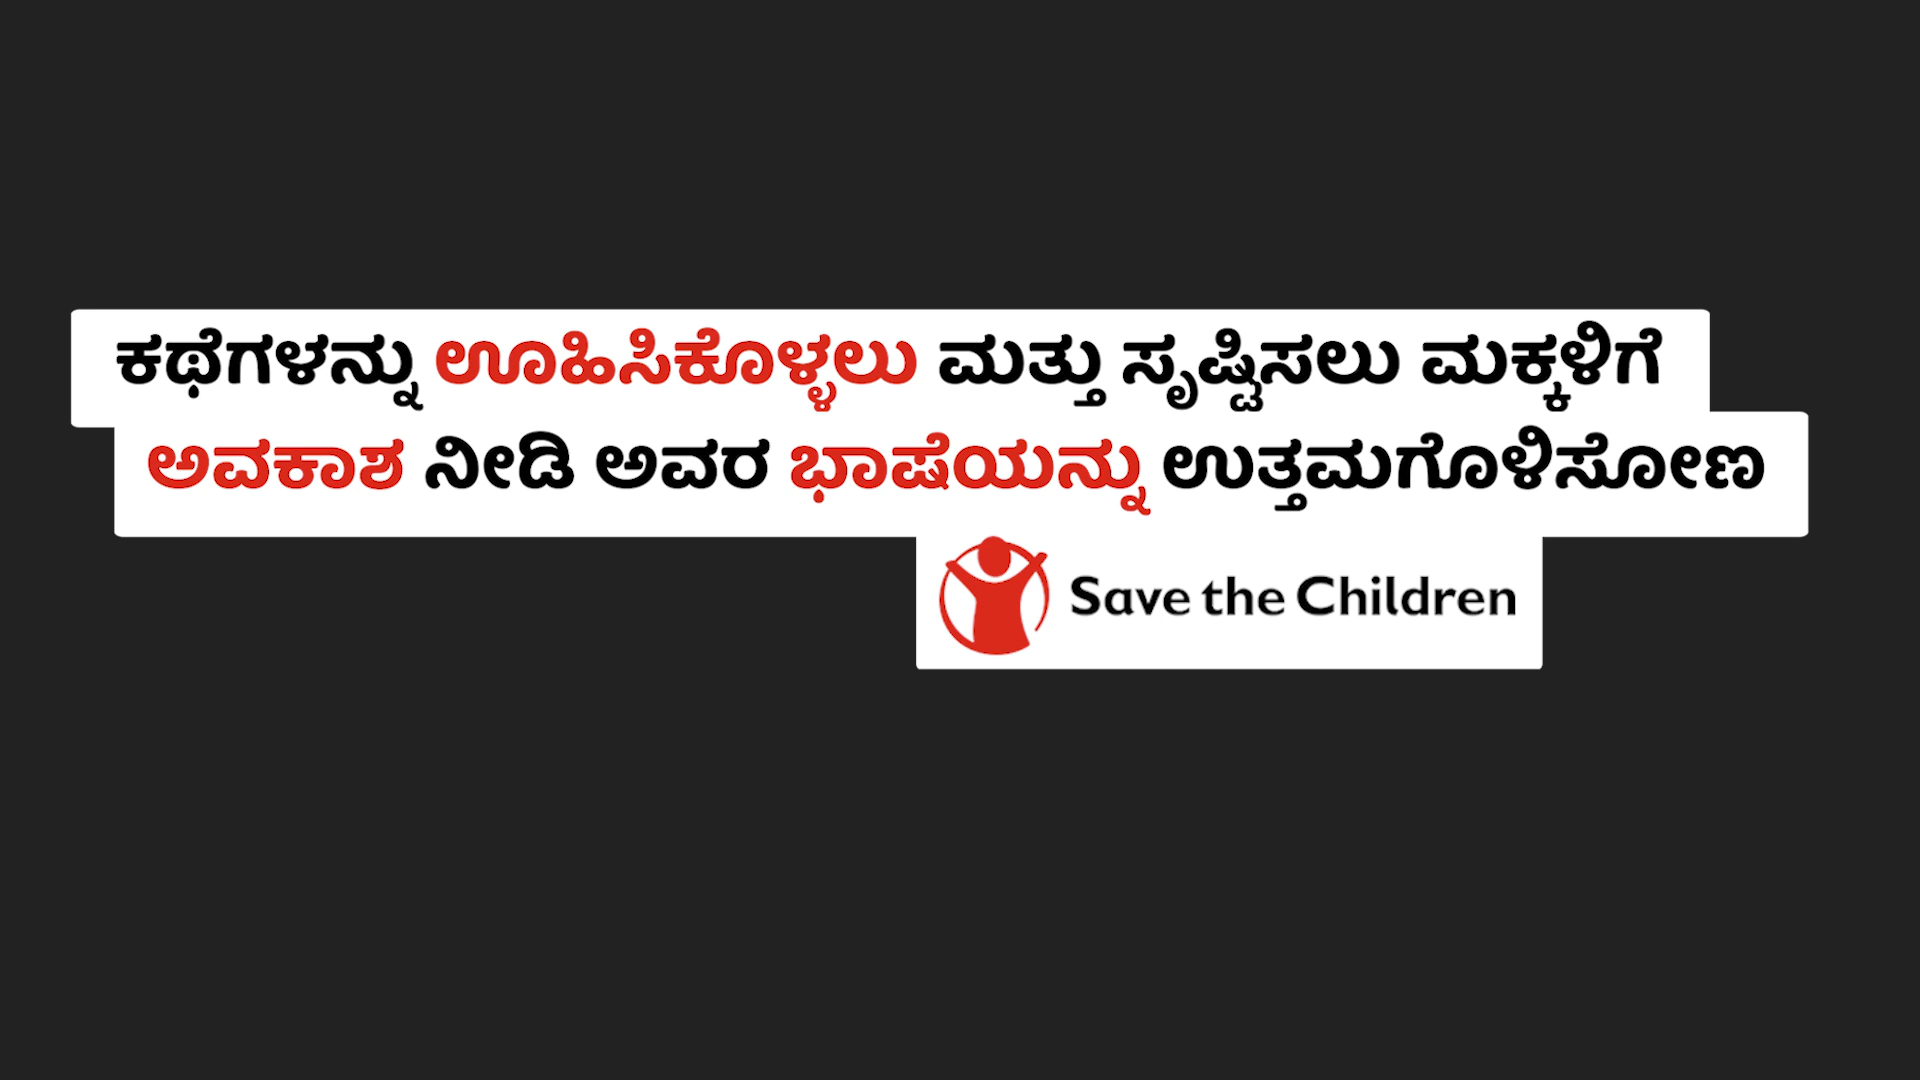 ಕಥೆಗಳನ್ನು ಊಹಿಸಿಕೊಳ್ಳಲು ಮತ್ತು ಸೃಷ್ಟಿಸಲು ಮಕ್ಕಳಿಗೆ
ಅವಕಾಶ ನೀಡಿ ಅವರ ಭಾಷೆಯನ್ನು ಉತ್ತಮಗೊಳಿಸೋಣ
Save the Children